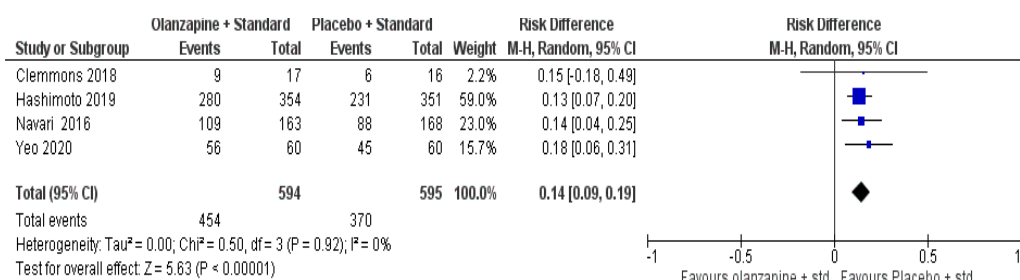 Olanzapine + Standard Placebo + Standard Risk Difference Risk Difference
Study or Subgroup Events Total Events Total Weight M-H, Random, 95% CI M-H, Random, 95% CI
Clemmons 2018 9 17 6 16 2.2% 0.15 [-0.18, 0.49]
Hashimoto 2019 280 354 231 351 59.0% 0.13 [0.07, 0.20]
Navari 2016 109 163 88 168 23.0% 0.14 [0.04, 0.25]
Yeo 2020 56 60 45 60 15.7% 0.18 [0.06, 0.31]
Total (95% CI) 594 595 100.0% 0.14 [0.09, 0.19]
Total events 454 370
Heterogeneity: Tau² = 0.00; Chi² = 0.50, df = 3 (P = 0.92); I² = 0%
Test for overall effect: Z = 5.63 (P < 0.00001)
-1 -0.5 0 0.5 1
Favours olanzapine + std. Favours Placebo + std.